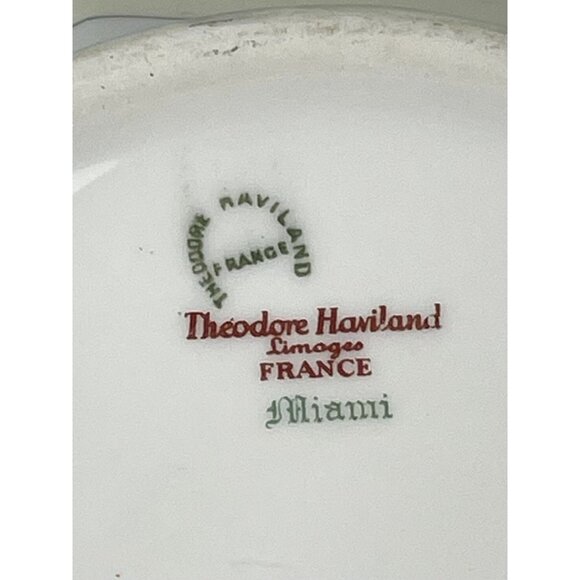 THEODORE HAVILAND
FRANCE
Theodore Haviland
Limoges
FRANCE
Miami